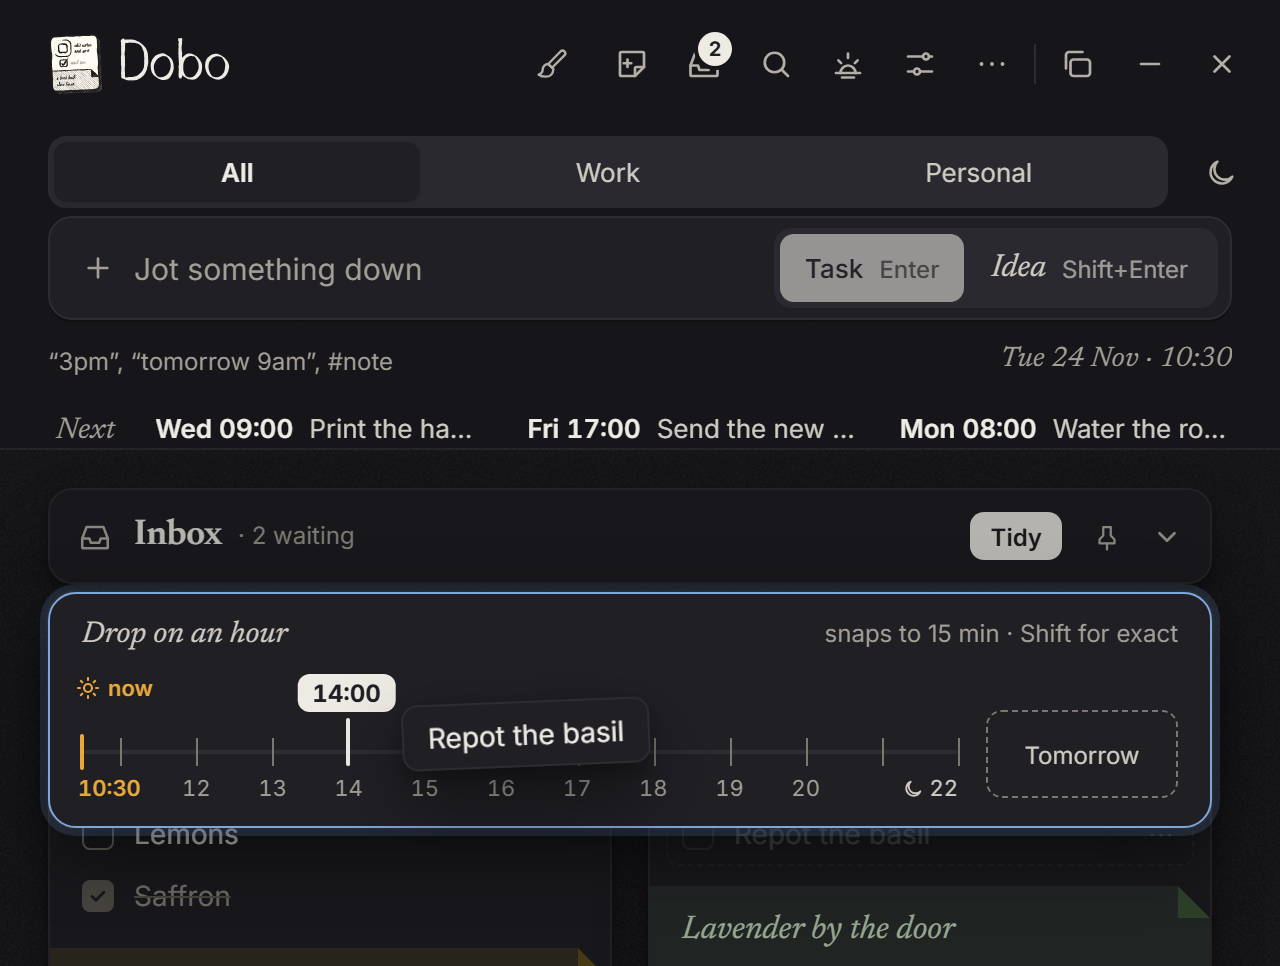 Dobo
2
All Work Personal
Jot something down Task Enter Idea Shift+Enter
“3pm”, “tomorrow 9am”, #note Tue 24 Nov · 10:30
Next Wed 09:00 Print the ha... Fri 17:00 Send the new ... Mon 08:00 Water the ro...
Inbox · 2 waiting Tidy
Drop on an hour snaps to 15 min · Shift for exact
now 14:00
Repot the basil
Tomorrow
10:30 12 13 14 15 16 17 18 19 20 22
Lemons Repot the basil
Saffron
Lavender by the door